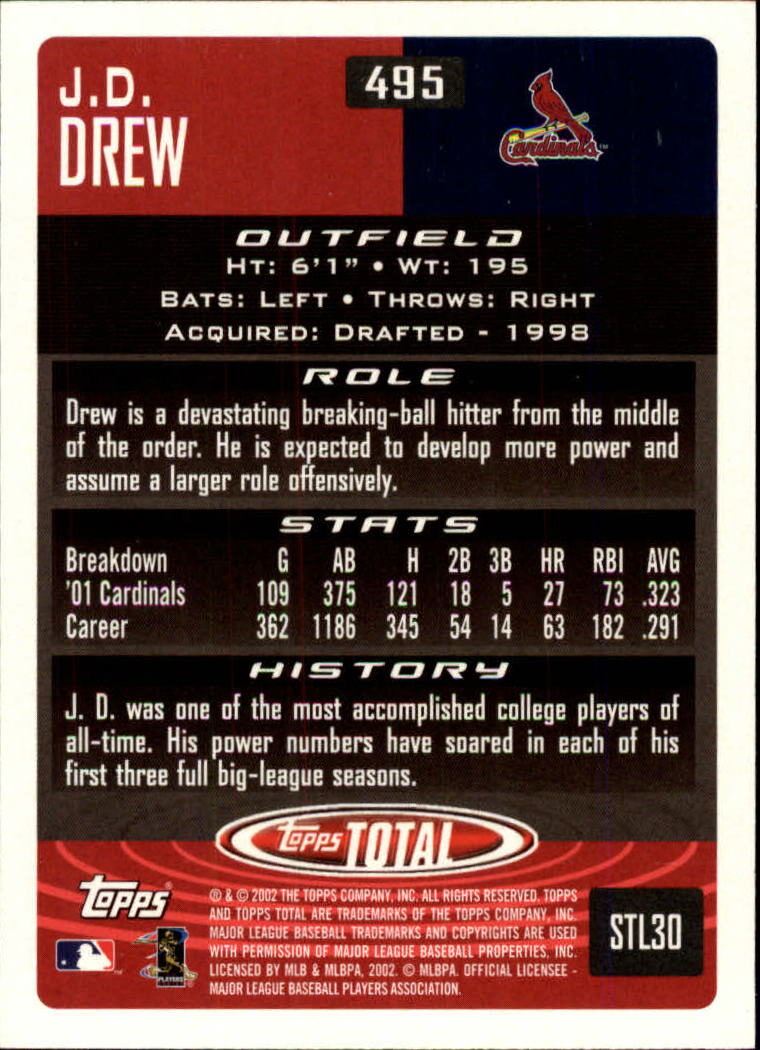 J.D.
DREW
495
Cardinals™
OUTFIELD
HT: 6'1" • WT: 195
BATS: LEFT • THROWS: RIGHT
ACQUIRED: DRAFTED - 1998
ROLE
Drew is a devastating breaking-ball hitter from the middle
of the order. He is expected to develop more power and
assume a larger role offensively.
STATS
Breakdown G AB H 2B 3B HR RBI AVG
'01 Cardinals 109 375 121 18 5 27 73 .323
Career 362 1186 345 54 14 63 182 .291
HISTORY
J. D. was one of the most accomplished college players of
all-time. His power numbers have soared in each of his
first three full big-league seasons.
topps TOTAL
topps®
® & © 2002 THE TOPPS COMPANY, INC. ALL RIGHTS RESERVED. TOPPS
AND TOPPS TOTAL ARE TRADEMARKS OF THE TOPPS COMPANY, INC.
MAJOR LEAGUE BASEBALL TRADEMARKS AND COPYRIGHTS ARE USED
WITH PERMISSION OF MAJOR LEAGUE BASEBALL PROPERTIES, INC.
LICENSED BY MLB & MLBPA, 2002. © MLBPA. OFFICIAL LICENSEE -
MAJOR LEAGUE BASEBALL PLAYERS ASSOCIATION.
PLAYERS
STL30